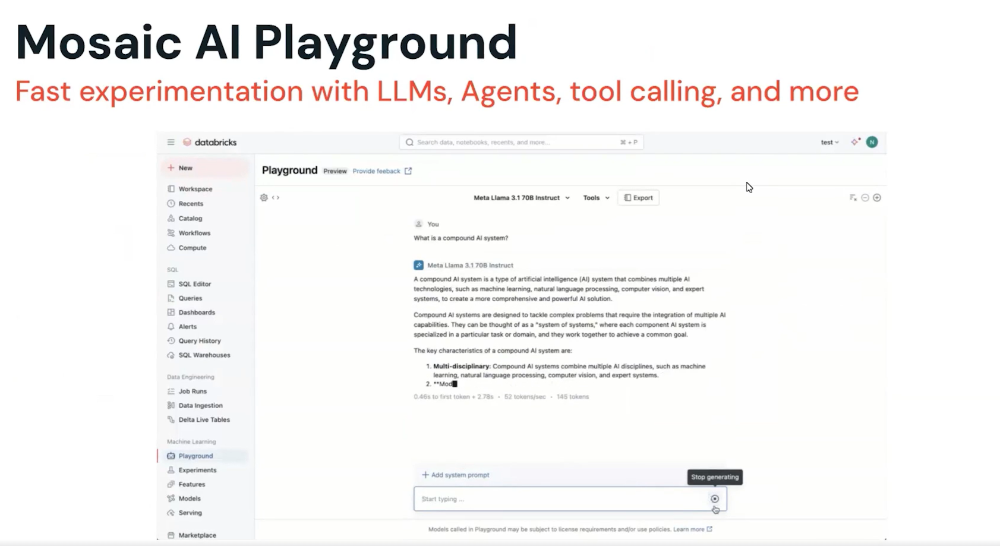 Mosaic AI Playground
Fast experimentation with LLMs, Agents, tool calling, and more
databricks
Search data, notebooks, recents, and more...
⌘ + P
test
N
New
Workspace
Recents
Catalog
Workflows
Compute
SQL
SQL Editor
Queries
Dashboards
Alerts
Query History
SQL Warehouses
Data Engineering
Job Runs
Data Ingestion
Delta Live Tables
Machine Learning
Playground
Experiments
Features
Models
Serving
Marketplace
Playground Preview Provide feeback
Meta Llama 3.1 70B Instruct Tools Export
You
What is a compound AI system?
Meta Llama 3.1 70B Instruct
A compound AI system is a type of artificial intelligence (AI) system that combines multiple AI
technologies, such as machine learning, natural language processing, computer vision, and expert
systems, to create a more comprehensive and powerful AI solution.
Compound AI systems are designed to tackle complex problems that require the integration of multiple AI
capabilities. They can be thought of as a "system of systems," where each component AI system is
specialized in a particular task or domain, and they work together to achieve a common goal.
The key characteristics of a compound AI system are:
1. Multi-disciplinary: Compound AI systems combine multiple AI disciplines, such as machine
learning, natural language processing, computer vision, and expert systems.
2. **Mod
0.46s to first token + 2.78s • 52 tokens/sec • 145 tokens
+ Add system prompt
Stop generating
Start typing ...
Models called in Playground may be subject to license requirements and/or use policies. Learn more